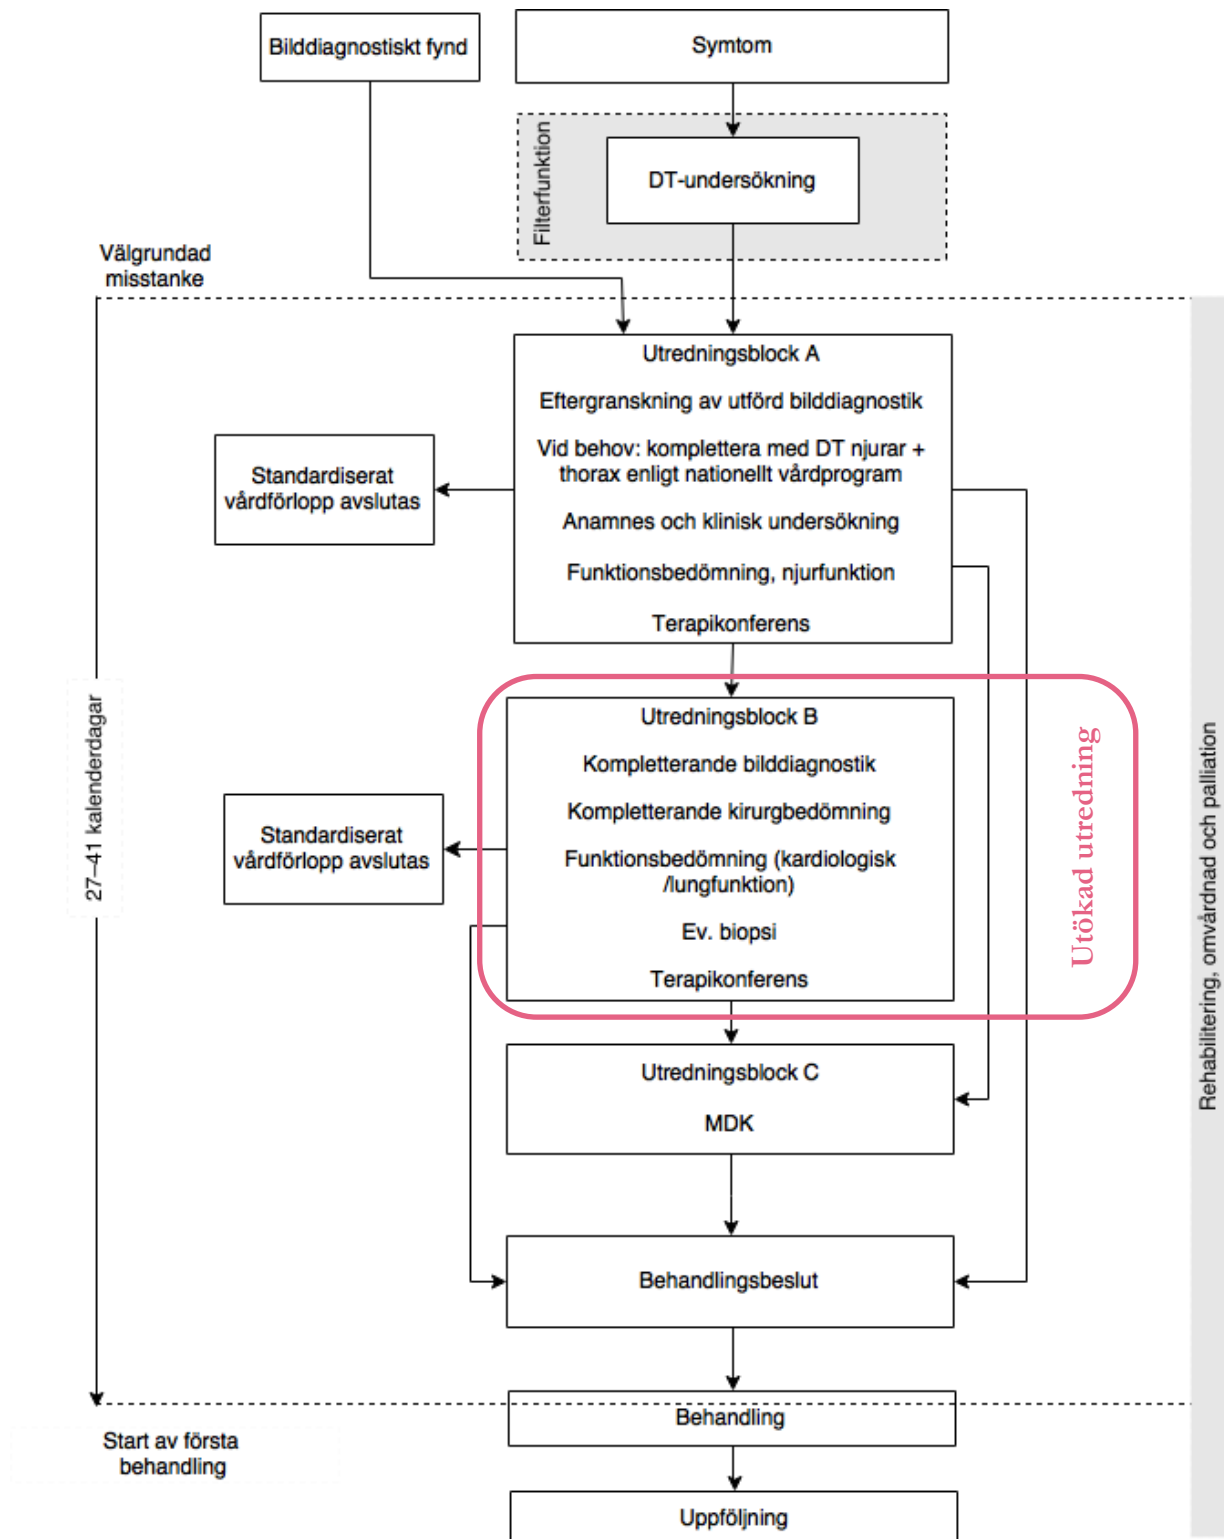 Bilddiagnostiskt fynd
Symtom
Filterfunktion
DT-undersökning
Välgrundad
misstanke
Utredningsblock A
Eftergranskning av utförd bilddiagnostik
Vid behov: komplettera med DT njurar +
thorax enligt nationellt vårdprogram
Anamnes och klinisk undersökning
Funktionsbedömning, njurfunktion
Terapikonferens
Standardiserat
vårdförlopp avslutas
Utredningsblock B
Kompletterande bilddiagnostik
Kompletterande kirurgbedömning
Funktionsbedömning (kardiologisk
/lungfunktion)
Ev. biopsi
Terapikonferens
Utökad utredning
Standardiserat
vårdförlopp avslutas
27–41 kalenderdagar
Rehabilitering, omvårdnad och palliation
Utredningsblock C
MDK
Behandlingsbeslut
Behandling
Start av första
behandling
Uppföljning